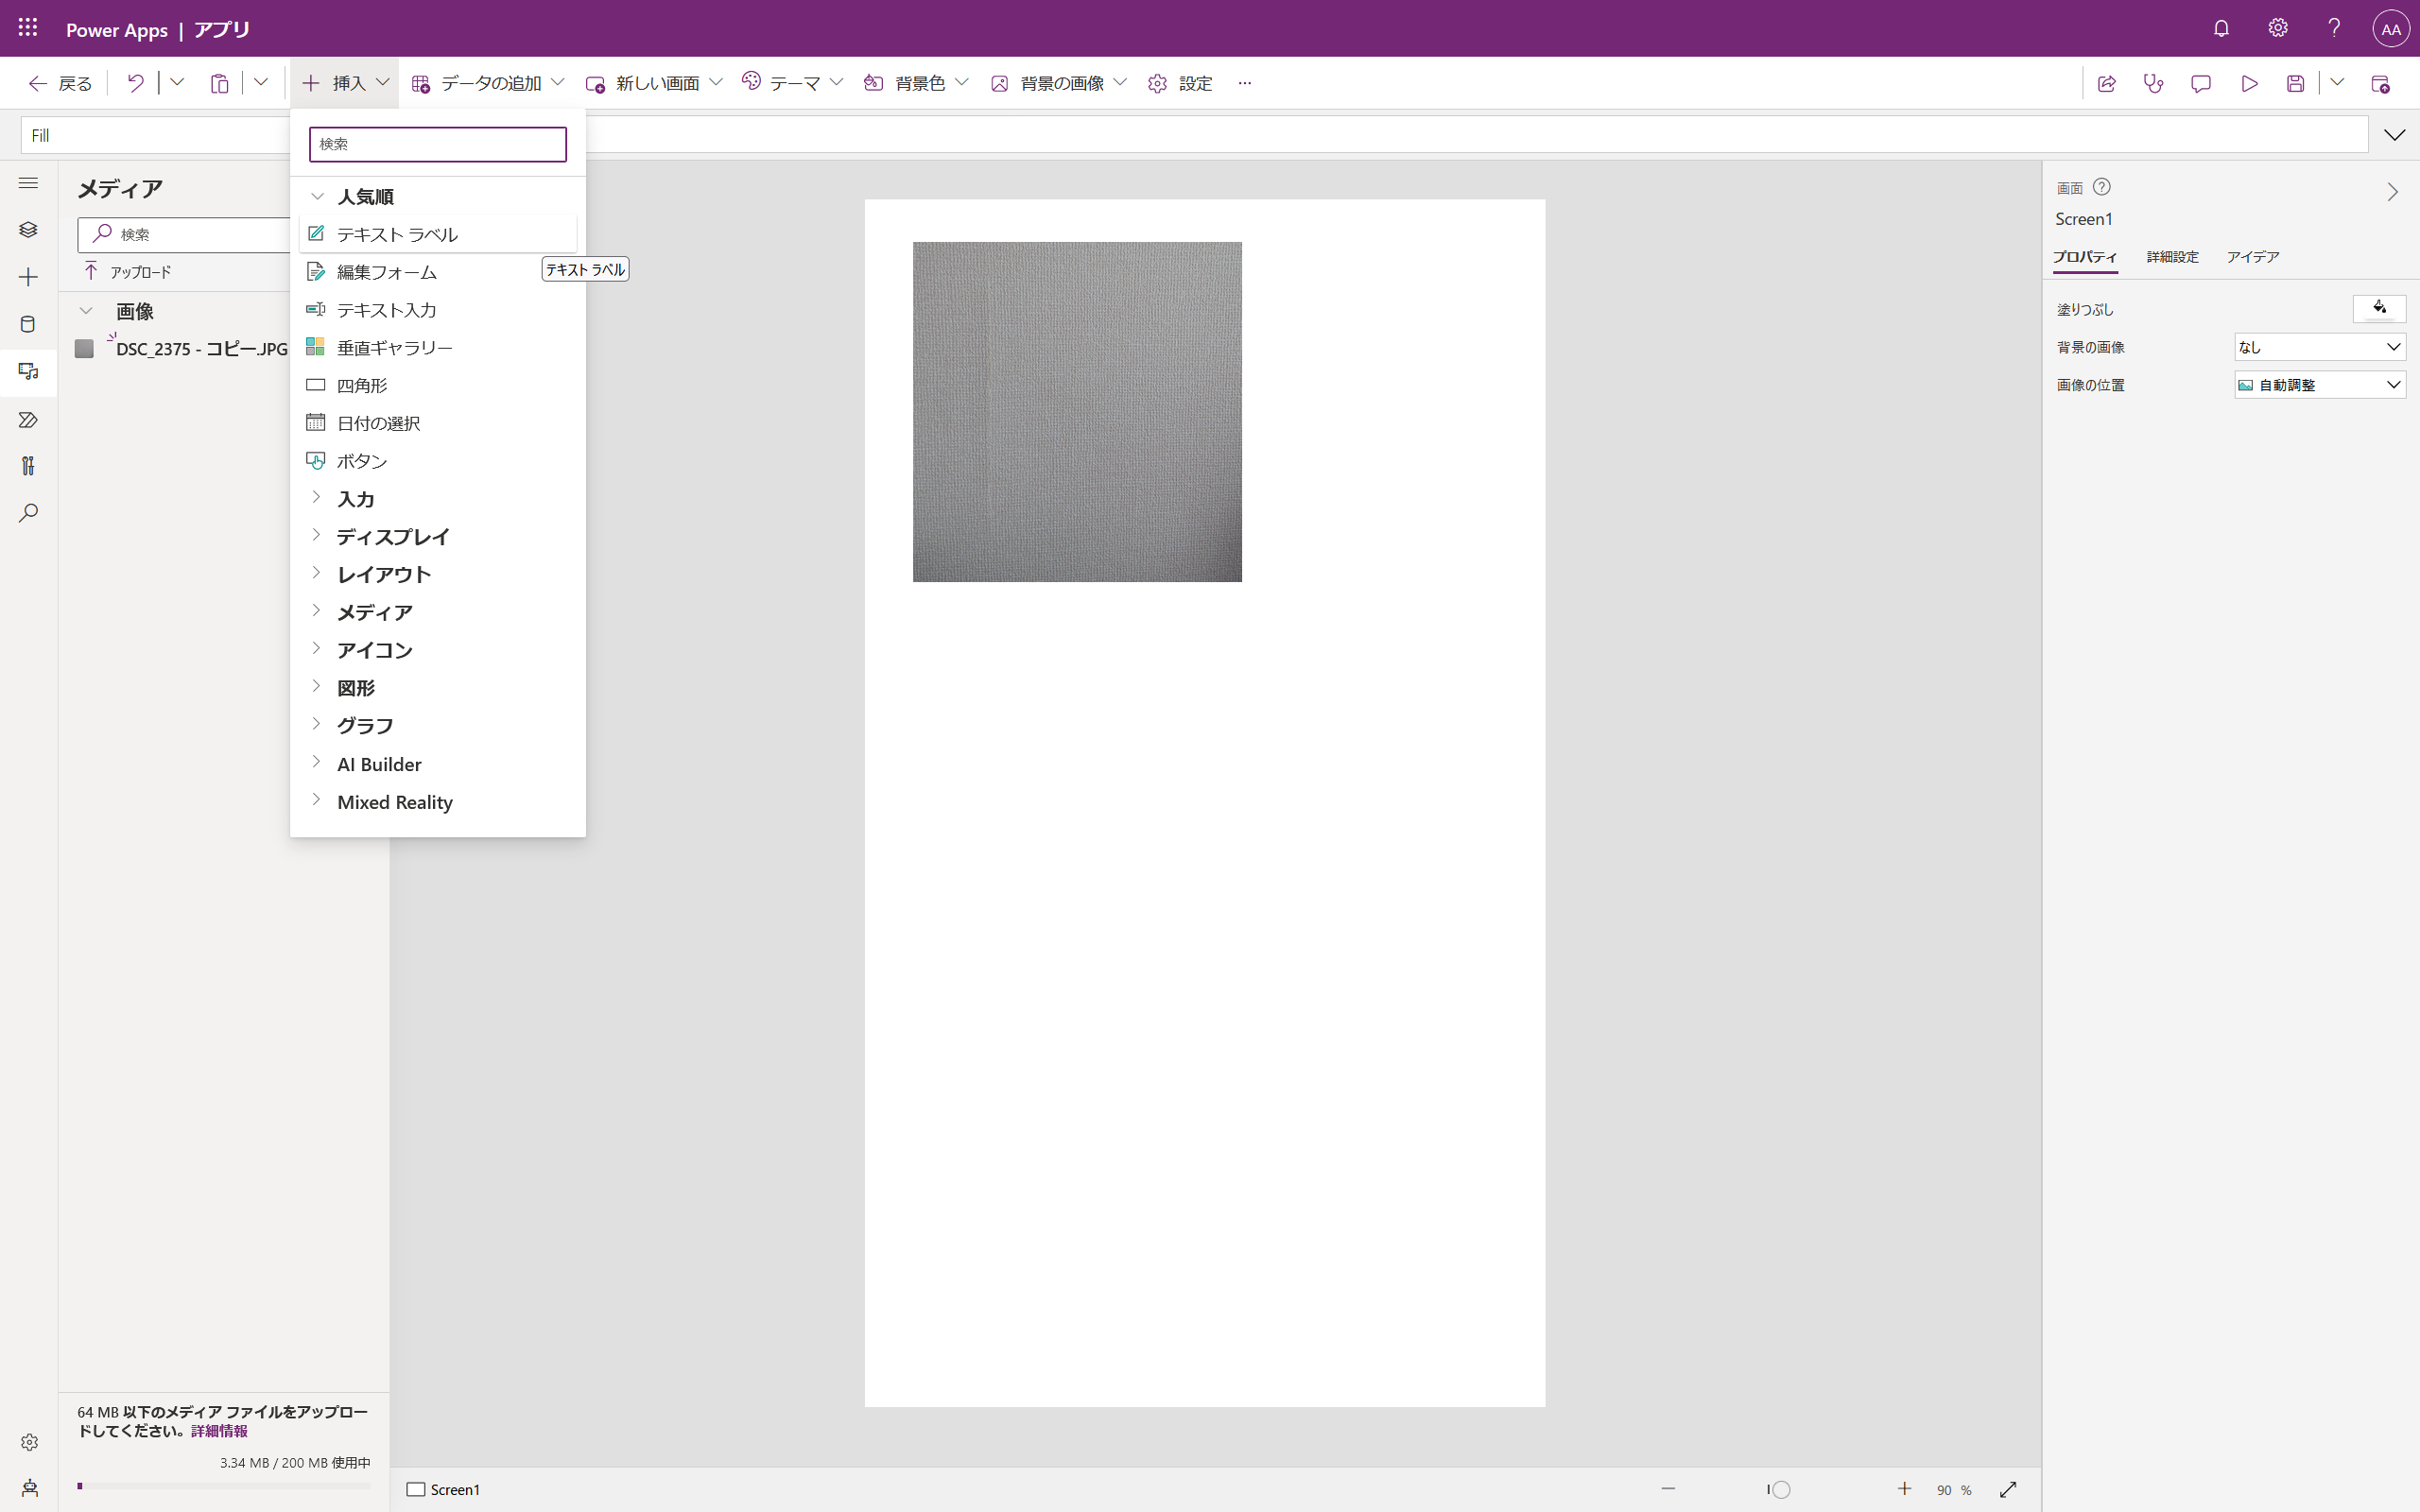 Power Apps | アプリ
AA
戻る
挿入
データの追加
新しい画面
テーマ
背景色
背景の画像
設定
Fill
検索
人気順
テキスト ラベル
編集フォーム
テキスト ラベル
テキスト入力
垂直ギャラリー
四角形
日付の選択
ボタン
入力
ディスプレイ
レイアウト
メディア
アイコン
図形
グラフ
AI Builder
Mixed Reality
メディア
検索
アップロード
画像
DSC_2375 - コピー.JPG
64 MB 以下のメディア ファイルをアップロー
ドしてください。詳細情報
3.34 MB / 200 MB 使用中
Screen1
90 %
画面
Screen1
プロパティ 詳細設定 アイデア
塗りつぶし
背景の画像 なし
画像の位置 自動調整